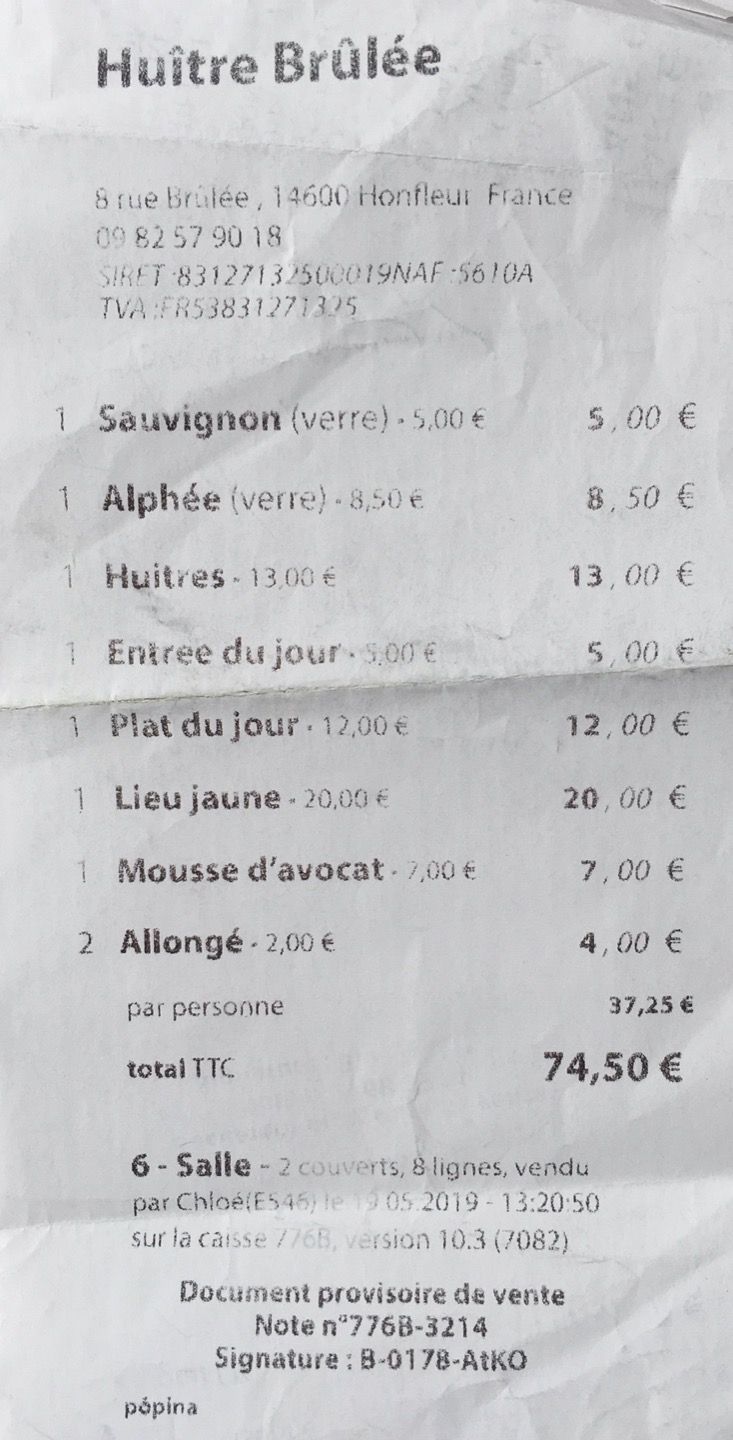 Huître Brûlée
8 rue Brûlée , 14600 Honfleur France
09 82 57 90 18
SIRET :83127132500019NAF :5610A
TVA :FR53831271325
1 Sauvignon (verre) - 5,00 € 5,00 €
1 Alphée (verre) - 8,50 € 8,50 €
1 Huitres - 13,00 € 13,00 €
1 Entree du jour - 5,00 € 5,00 €
1 Plat du jour - 12,00 € 12,00 €
1 Lieu jaune - 20,00 € 20,00 €
1 Mousse d'avocat - 7,00 € 7,00 €
2 Allongé - 2,00 € 4,00 €
par personne 37,25 €
total TTC 74,50 €
6 - Salle - 2 couverts, 8 lignes, vendu
par Chloé(E546) le 19.05.2019 - 13:20:50
sur la caisse 776B, version 10.3 (7082)
Document provisoire de vente
Note n°776B-3214
Signature : B-0178-AtKO
pópina